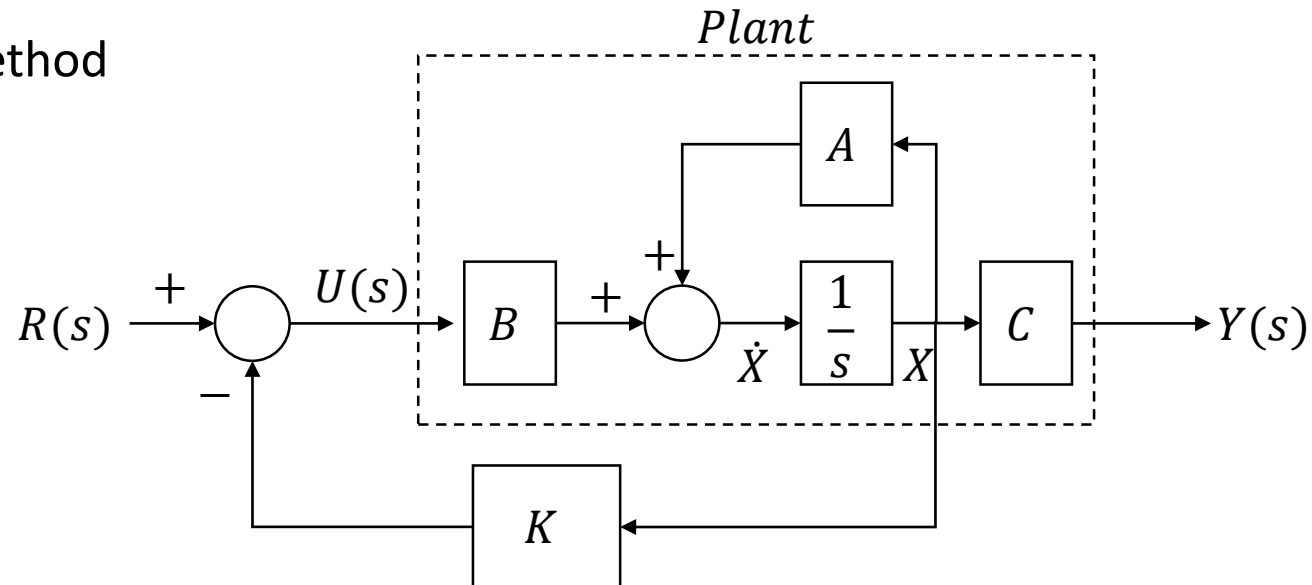 ethod
Plant
A
+
R(s)
+
U(s)
B
+
Ẋ
1
s
X
C
Y(s)
−
K